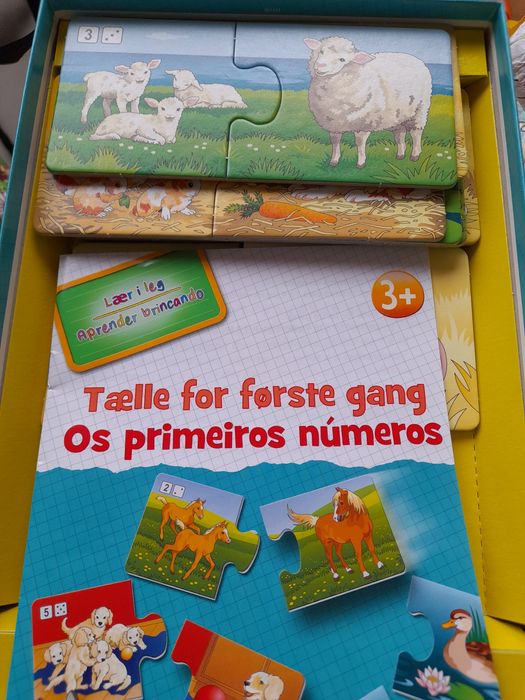 3
Lær i leg
Aprender brincando
3+
Tælle for første gang
Os primeiros números
2
5